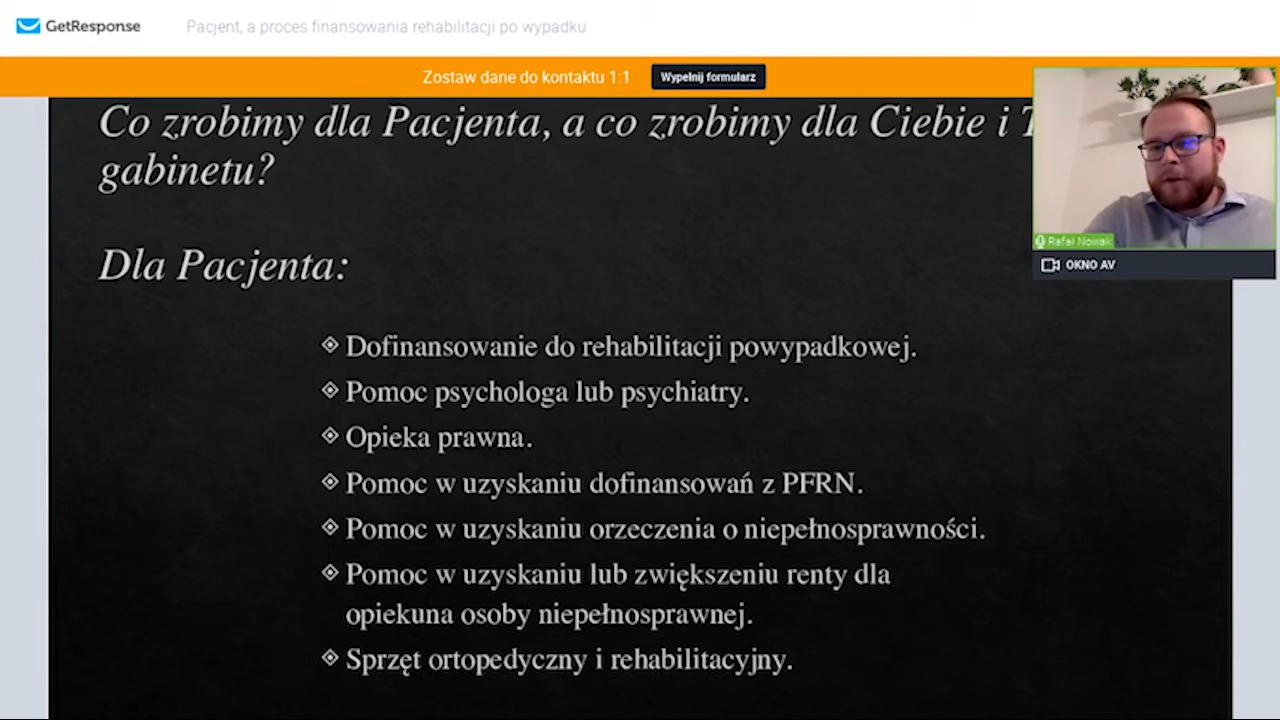 GetResponse
Pacjent, a proces finansowania rehabilitacji po wypadku
Zostaw dane do kontaktu 1:1
Wypełnij formularz
Co zrobimy dla Pacjenta, a co zrobimy dla Ciebie i
gabinetu?
Dla Pacjenta:
Dofinansowanie do rehabilitacji powypadkowej.
Pomoc psychologa lub psychiatry.
Opieka prawna.
Pomoc w uzyskaniu dofinansowań z PFRN.
Pomoc w uzyskaniu orzeczenia o niepełnosprawności.
Pomoc w uzyskaniu lub zwiększeniu renty dla
opiekuna osoby niepełnosprawnej.
Sprzęt ortopedyczny i rehabilitacyjny.
Rafał Nowak
OKNO AV